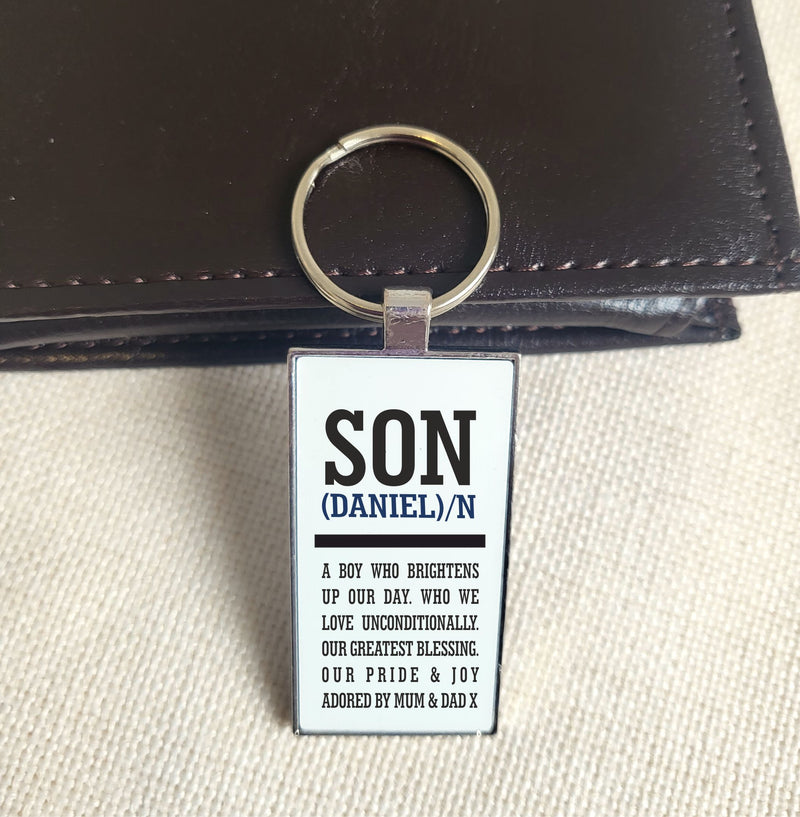 SON
(DANIEL)/N
A BOY WHO BRIGHTENS
UP OUR DAY. WHO WE
LOVE UNCONDITIONALLY.
OUR GREATEST BLESSING.
OUR PRIDE & JOY
ADORED BY MUM & DAD X